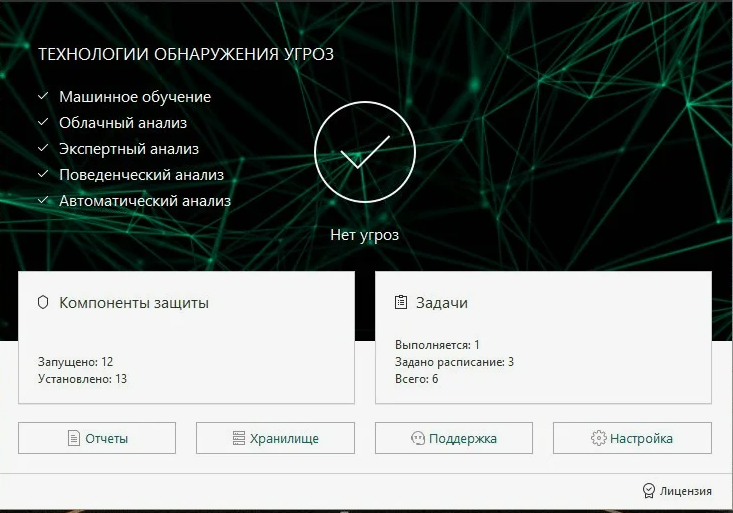 ТЕХНОЛОГИИ ОБНАРУЖЕНИЯ УГРОЗ
Машинное обучение
Облачный анализ
Экспертный анализ
Поведенческий анализ
Автоматический анализ
Нет угроз
Компоненты защиты
Запущено: 12
Установлено: 13
Задачи
Выполняется: 1
Задано расписание: 3
Всего: 6
Отчеты
Хранилище
Поддержка
Настройка
Лицензия